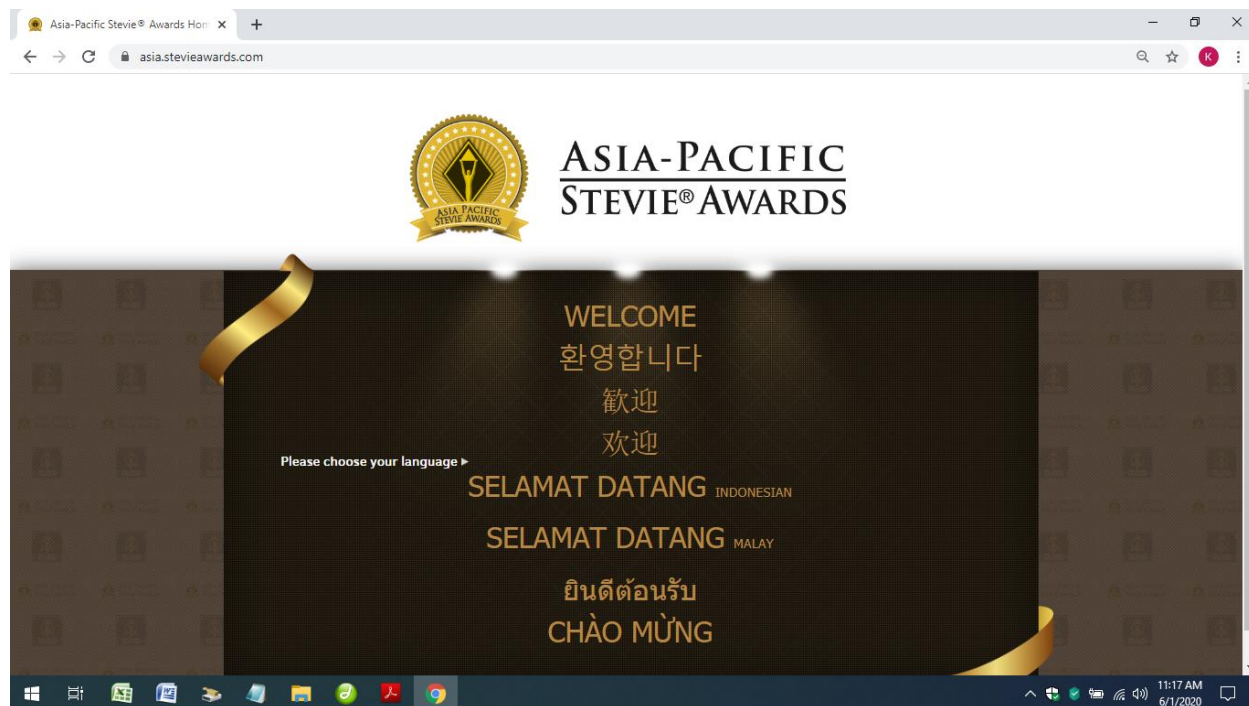 Asia-Pacific Stevie® Awards Hom
asia.stevieawards.com
K
ASIA-PACIFIC
STEVIE® AWARDS
ASIA PACIFIC
STEVIE AWARDS
WELCOME
환영합니다
歓迎
欢迎
Please choose your language ▸
SELAMAT DATANG INDONESIAN
SELAMAT DATANG MALAY
ยินดีต้อนรับ
CHÀO MỪNG
11:17 AM
6/1/2020